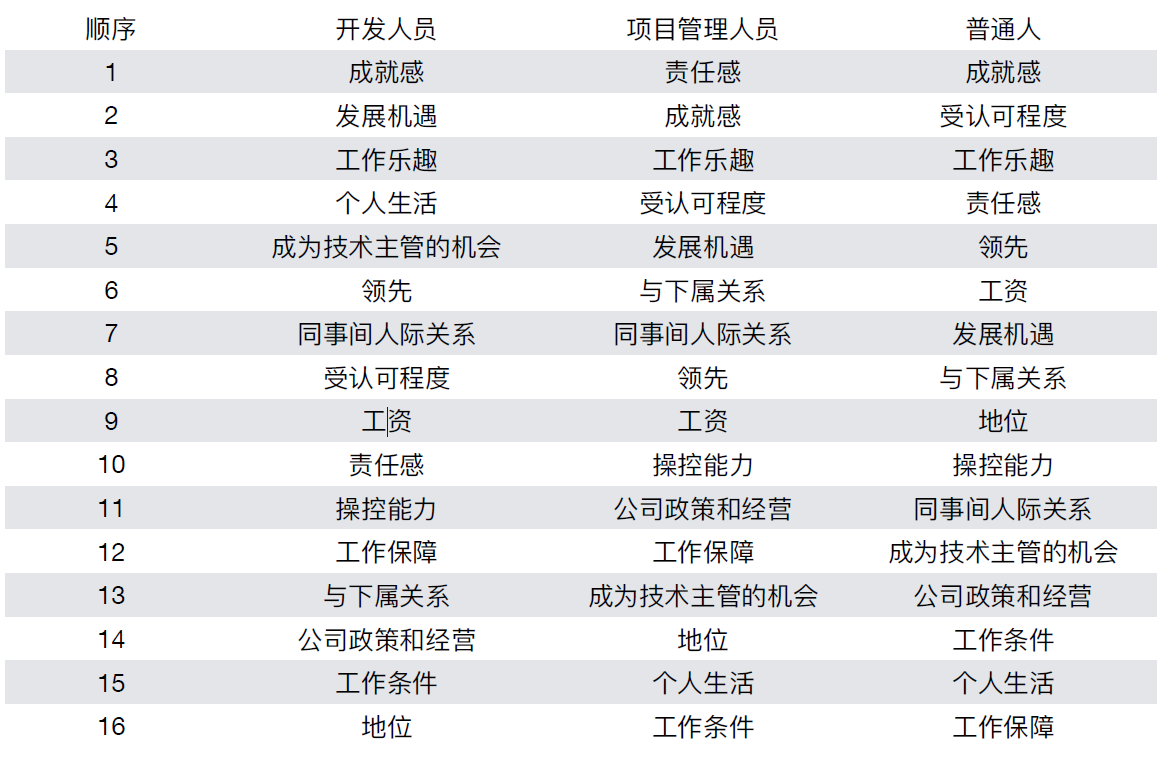 顺序 开发人员 项目管理人员 普通人
1 成就感 责任感 成就感
2 发展机遇 成就感 受认可程度
3 工作乐趣 工作乐趣 工作乐趣
4 个人生活 受认可程度 责任感
5 成为技术主管的机会 发展机遇 领先
6 领先 与下属关系 工资
7 同事间人际关系 同事间人际关系 发展机遇
8 受认可程度 领先 与下属关系
9 工资 工资 地位
10 责任感 操控能力 操控能力
11 操控能力 公司政策和经营 同事间人际关系
12 工作保障 工作保障 成为技术主管的机会
13 与下属关系 成为技术主管的机会 公司政策和经营
14 公司政策和经营 地位 工作条件
15 工作条件 个人生活 个人生活
16 地位 工作条件 工作保障